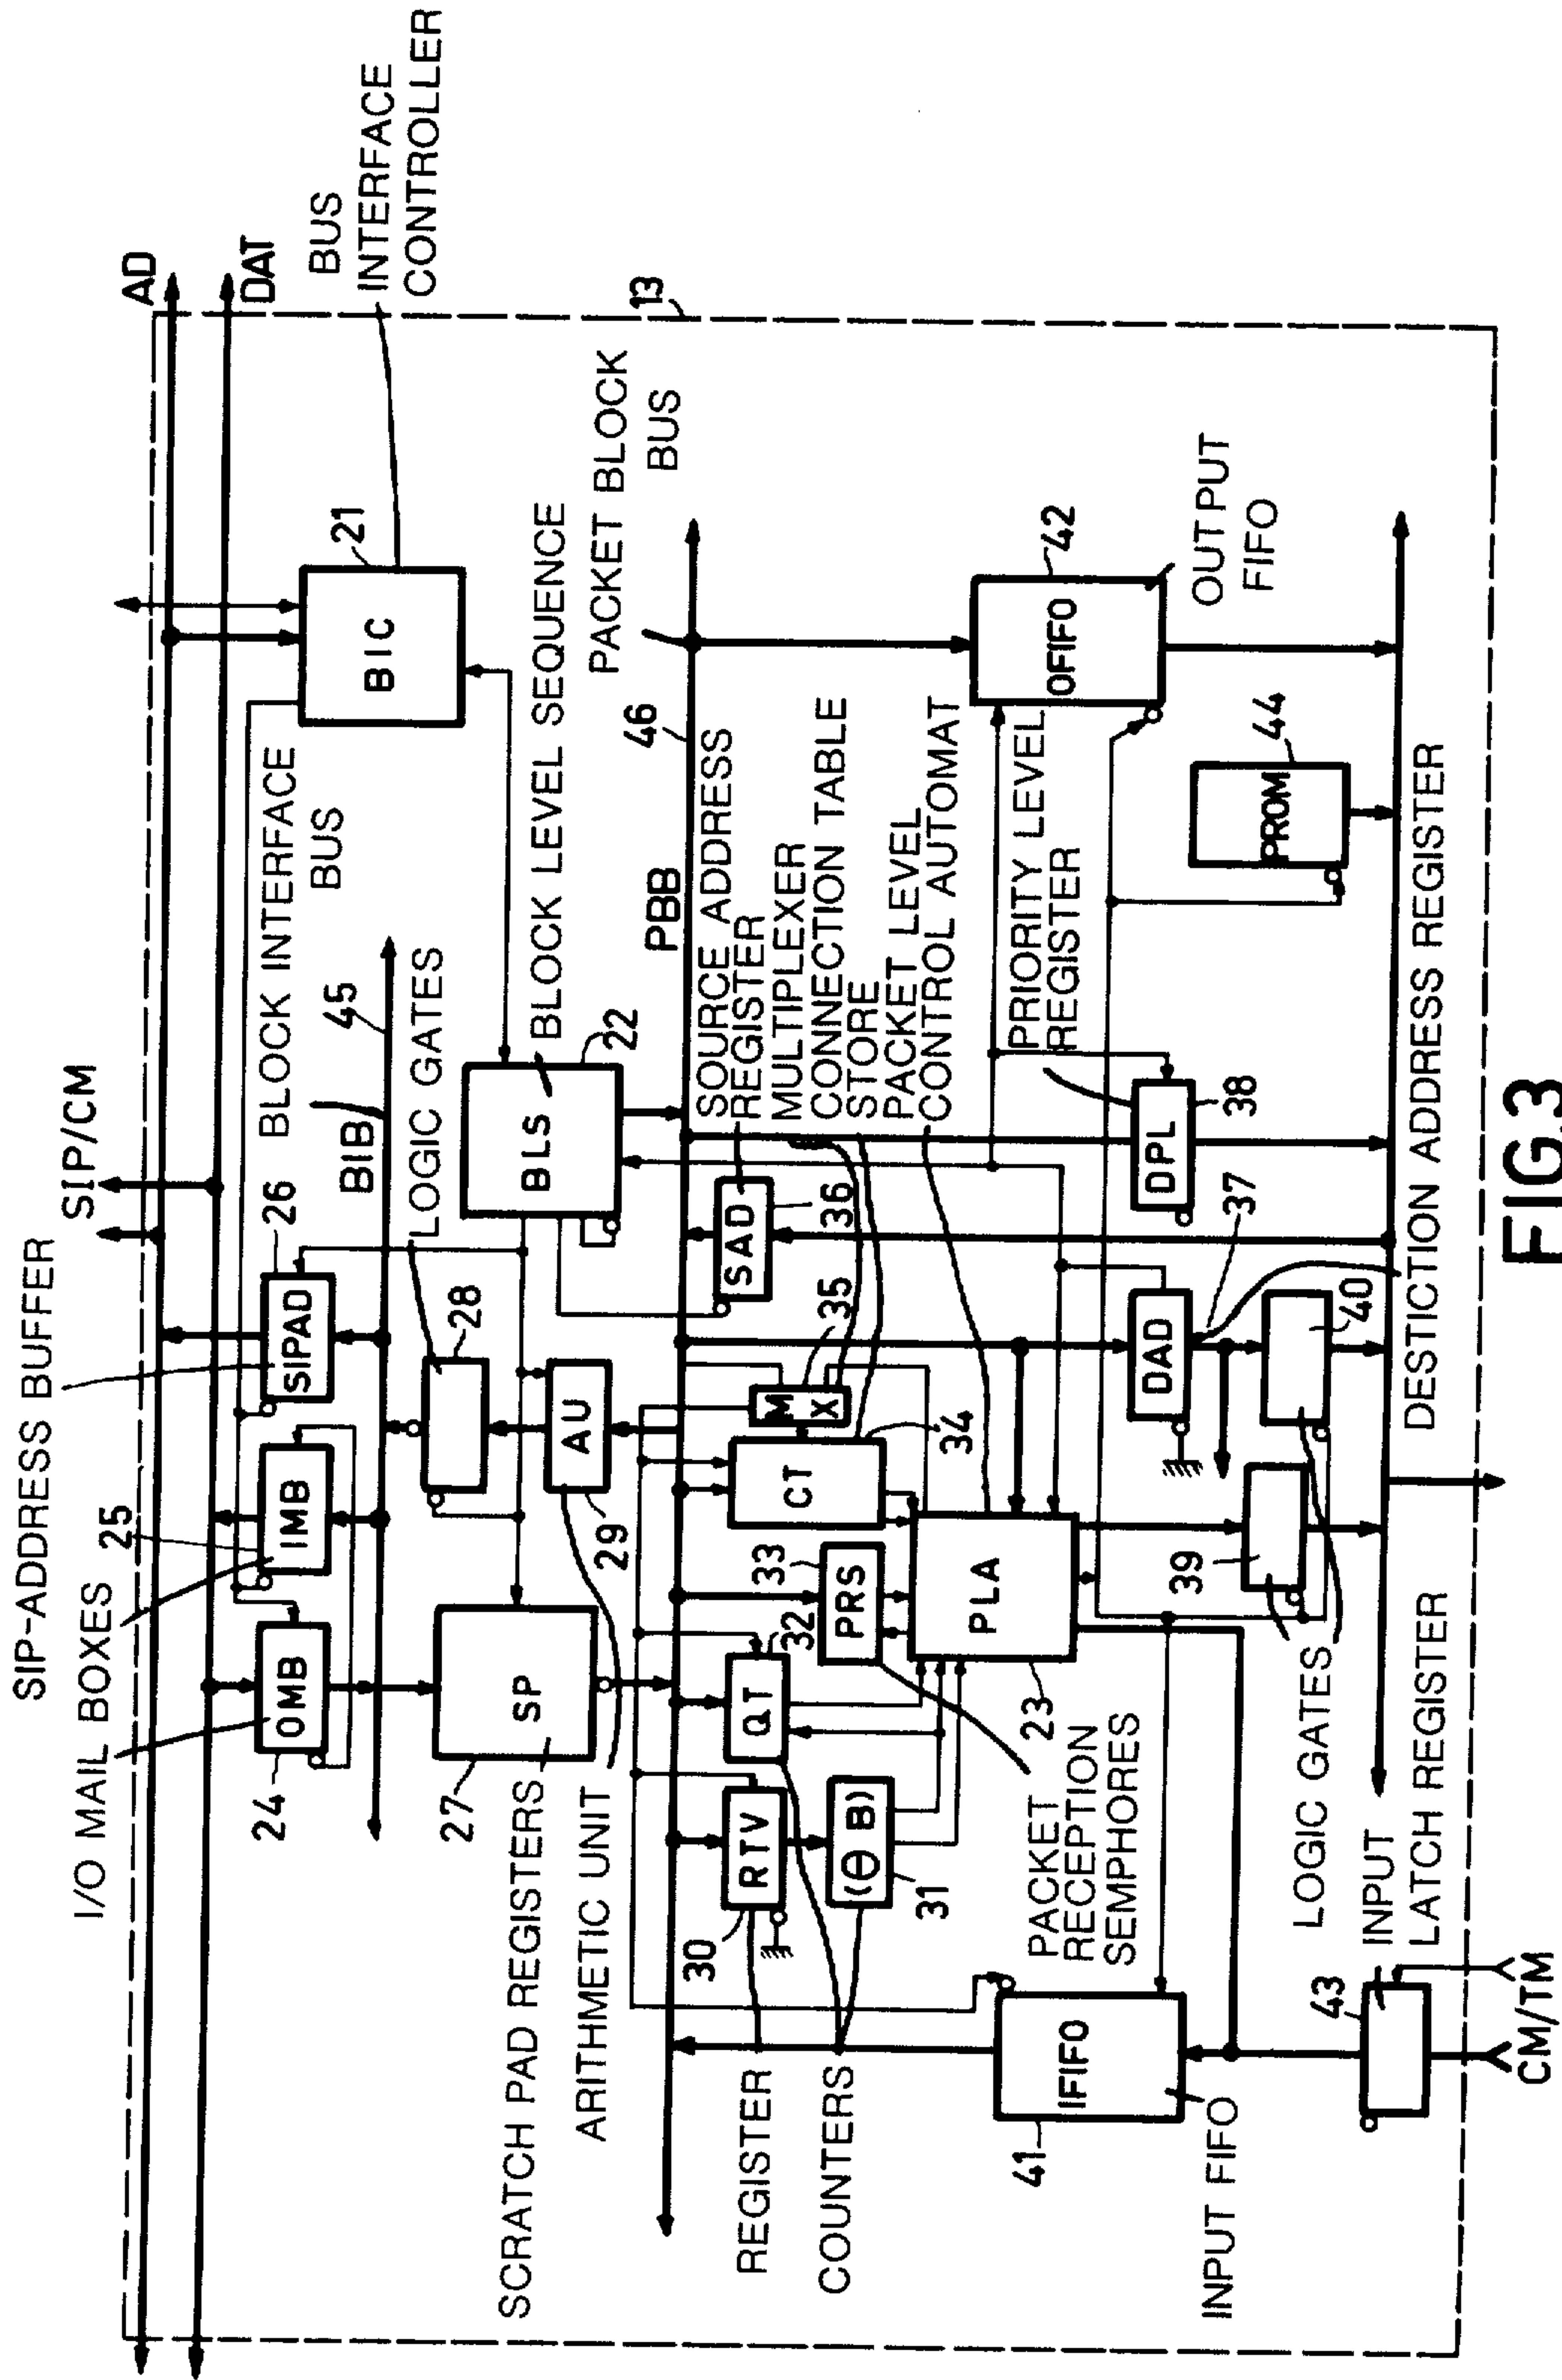 SIP-ADDRESS BUFFER
I/O MAIL BOXES
SIP/CM
AD
DAT
BUS
INTERFACE
CONTROLLER
24
OMB
25
IMB
26
SIPAD
BLOCK INTERFACE
BUS
21
BIC
13
BIB
45
LOGIC GATES
27
SP
SCRATCH PAD REGISTERS
28
AU
29
ARITHMETIC UNIT
BLS
22
BLOCK LEVEL SEQUENCE
PBB
46
PACKET BLOCK
BUS
REGISTER
COUNTERS
30
RTV
(Θ B)
31
QT
32
33
PRS
CT
34
M
X
35
SAD
36
SOURCE ADDRESS
REGISTER
MULTIPLEXER
CONNECTION TABLE
STORE
PACKET LEVEL
CONTROL AUTOMAT
PLA
23
PACKET
RECEPTION
SEMPHORES
41
IFIFO
INPUT FIFO
DAD
37
DPL
38
PRIORITY LEVEL
REGISTER
OFIFO
42
OUTPUT
FIFO
39
40
LOGIC GATES
PROM
44
DESTICTION ADDRESS REGISTER
43
INPUT
LATCH REGISTER
CM/TM
FIG.3